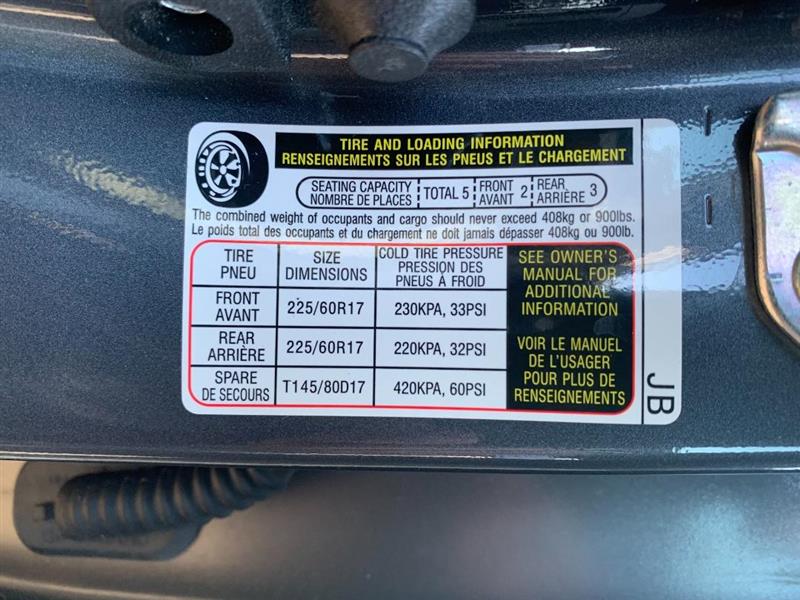 TIRE AND LOADING INFORMATION
RENSEIGNEMENTS SUR LES PNEUS ET LE CHARGEMENT
SEATING CAPACITY
NOMBRE DE PLACES
TOTAL 5
FRONT
AVANT 2
REAR
ARRIÈRE 3
The combined weight of occupants and cargo should never exceed 408kg or 900lbs.
Le poids total des occupants et du chargement ne doit jamais dépasser 408kg ou 900lb.
TIRE
PNEU
SIZE
DIMENSIONS
COLD TIRE PRESSURE
PRESSION DES
PNEUS À FROID
FRONT
AVANT
225/60R17
230KPA, 33PSI
REAR
ARRIÈRE
225/60R17
220KPA, 32PSI
SPARE
DE SECOURS
T145/80D17
420KPA, 60PSI
SEE OWNER'S
MANUAL FOR
ADDITIONAL
INFORMATION
VOIR LE MANUEL
DE L'USAGER
POUR PLUS DE
RENSEIGNEMENTS
JB